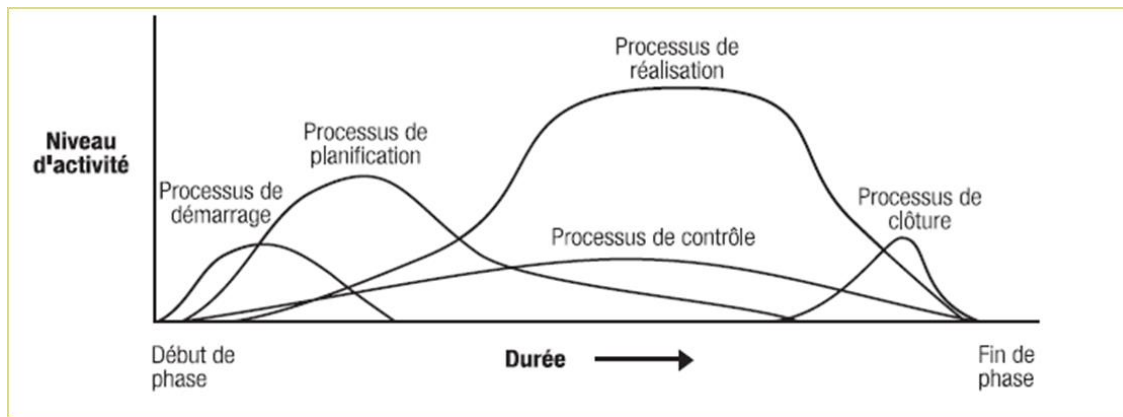 Processus de
réalisation
Processus de
planification
Niveau
d'activité
Processus de
démarrage
Processus de
clôture
Processus de contrôle
Début de
phase
Durée
Fin de
phase